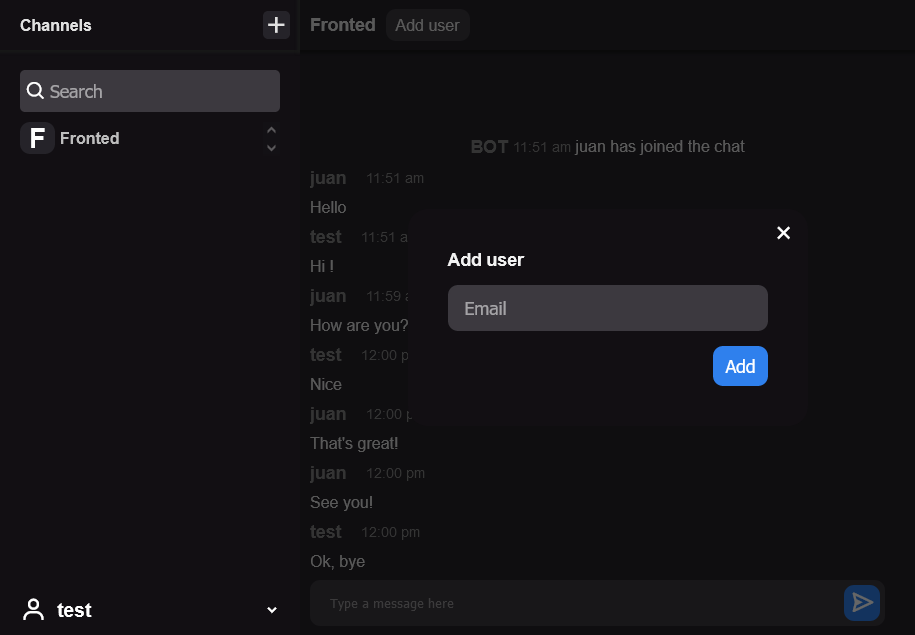 Channels
Fronted Add user
Search
F Fronted
BOT 11:51 am juan has joined the chat
juan 11:51 am
Hello
test 11:51 a
Hi !
juan 11:59
How are you?
test 12:00 p
Nice
juan 12:00
That's great!
juan 12:00 pm
See you!
test 12:00 pm
Ok, bye
Type a message here
test
Add user
Email
Add